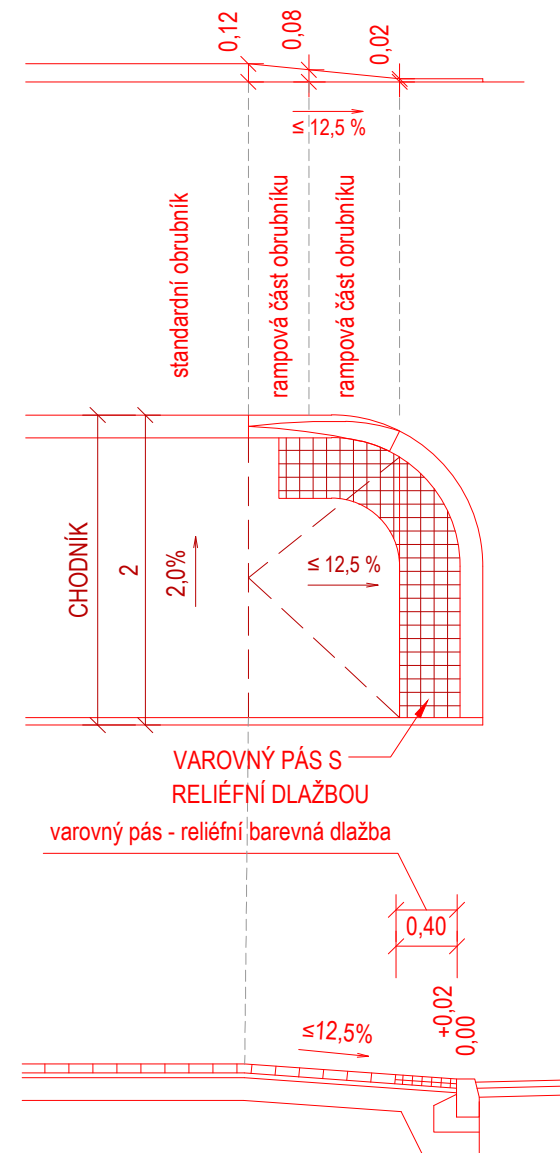 0,12
0,08
0,02
≤ 12,5 %
standardní obrubník
rampová část obrubníku
rampová část obrubníku
CHODNÍK
2
2,0%
≤ 12,5 %
VAROVNÝ PÁS S
RELIÉFNÍ DLAŽBOU
varovný pás - reliéfní barevná dlažba
0,40
+0,02
0,00
≤12,5%